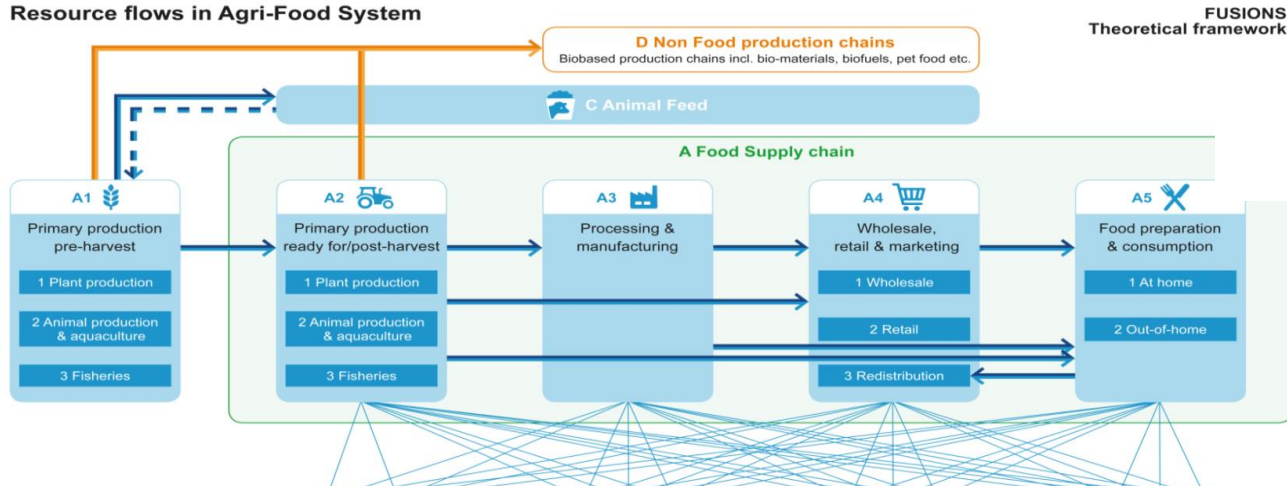 Resource flows in Agri-Food System
FUSIONS
Theoretical framework
D Non Food production chains
Biobased production chains incl. bio-materials, biofuels, pet food etc.
C Animal Feed
A Food Supply chain
A1
Primary production
pre-harvest
1 Plant production
2 Animal production
& aquaculture
3 Fisheries
A2
Primary production
ready for/post-harvest
1 Plant production
2 Animal production
& aquaculture
3 Fisheries
A3
Processing &
manufacturing
A4
Wholesale,
retail & marketing
1 Wholesale
2 Retail
3 Redistribution
A5
Food preparation
& consumption
1 At home
2 Out-of-home